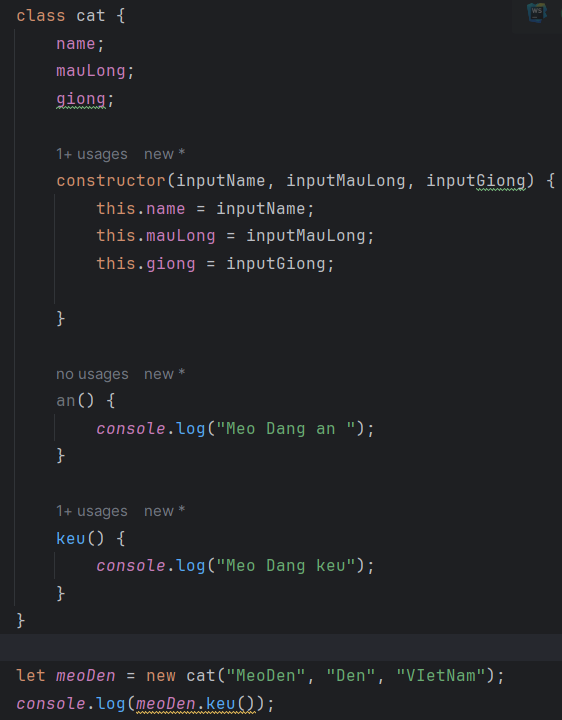 class cat {
    name;
    mauLong;
    giong;
    1+ usages   new *
    constructor(inputName, inputMauLong, inputGiong) {
        this.name = inputName;
        this.mauLong = inputMauLong;
        this.giong = inputGiong;
    }
    no usages   new *
    an() {
        console.log("Meo Dang an ");
    }
    1+ usages   new *
    keu() {
        console.log("Meo Dang keu");
    }
}
let meoDen = new cat("MeoDen", "Den", "VIetNam");
console.log(meoDen.keu());
WS